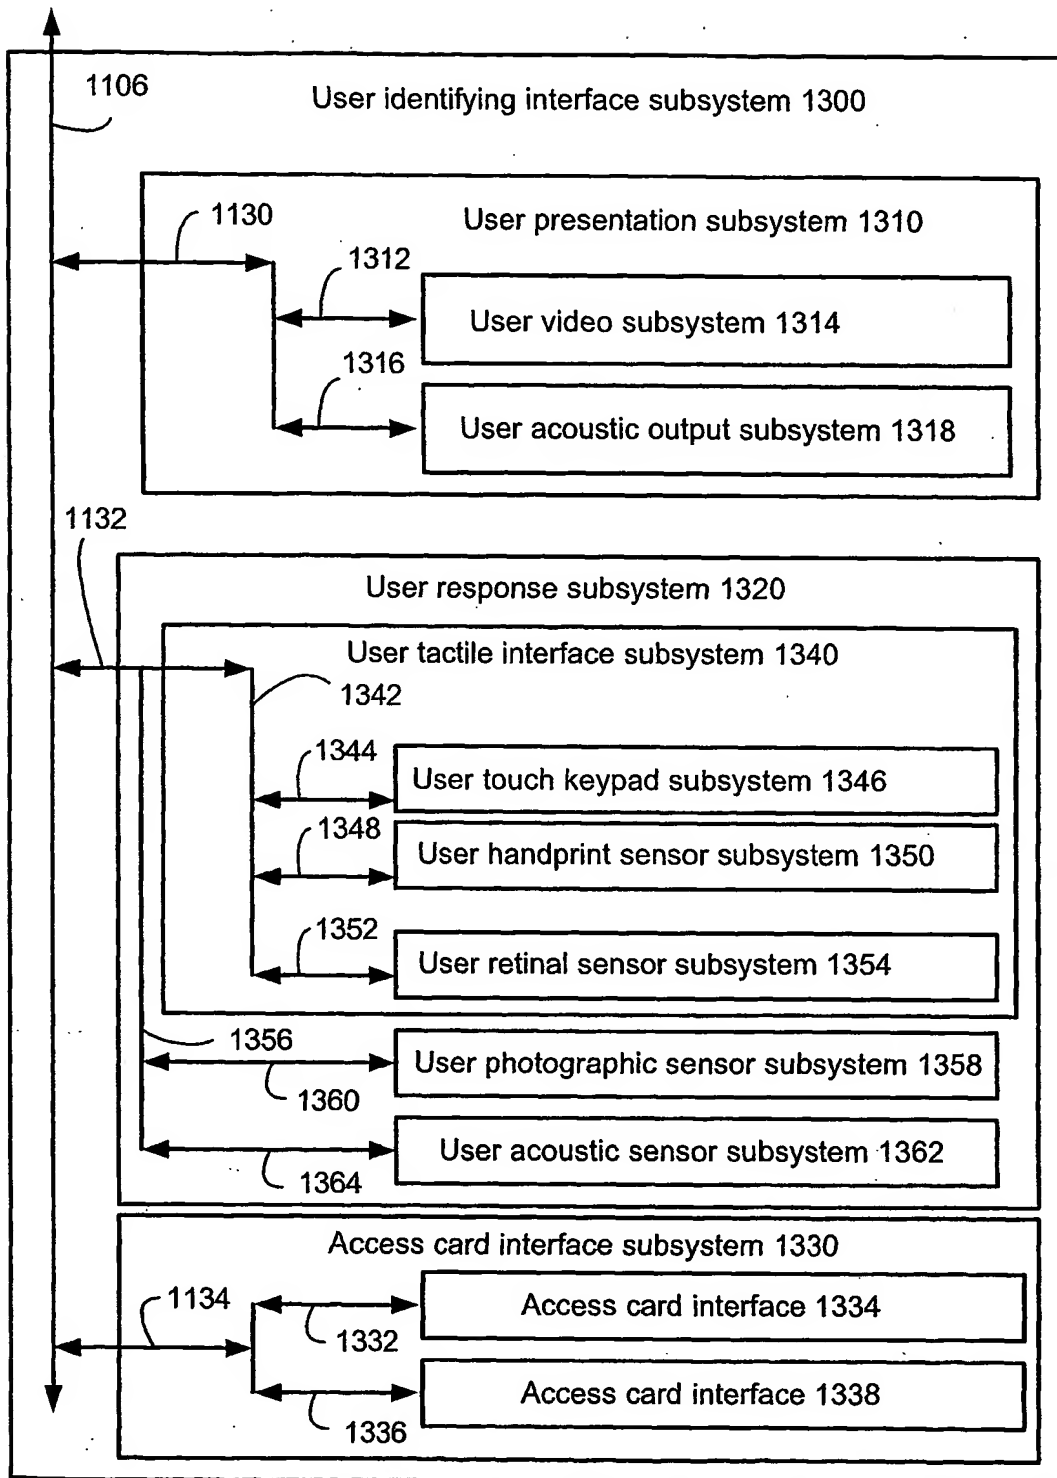 1106
User identifying interface subsystem 1300
1130
User presentation subsystem 1310
1312
User video subsystem 1314
1316
User acoustic output subsystem 1318
1132
User response subsystem 1320
User tactile interface subsystem 1340
1342
1344
User touch keypad subsystem 1346
1348
User handprint sensor subsystem 1350
1352
User retinal sensor subsystem 1354
1356
User photographic sensor subsystem 1358
1360
User acoustic sensor subsystem 1362
1364
Access card interface subsystem 1330
1134
Access card interface 1334
1332
Access card interface 1338
1336